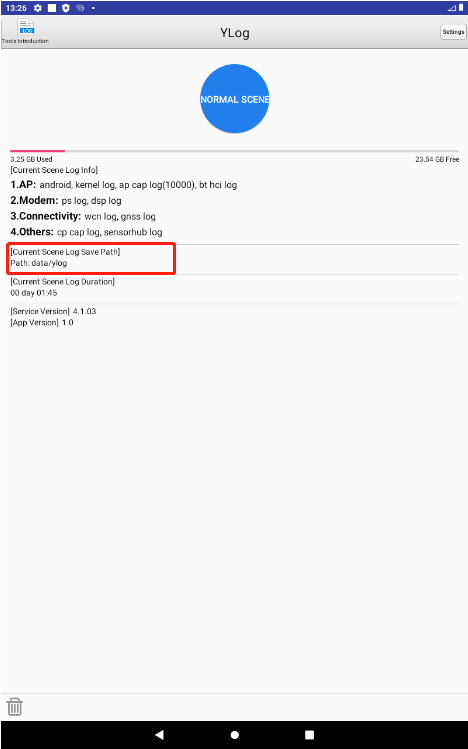 13:26
LOG
Tools Introduction
YLog
Settings
NORMAL SCENE
3.25 GB Used
23.54 GB Free
[Current Scene Log Info]
1.AP: android, kernel log, ap cap log(10000), bt hci log
2.Modem: ps log, dsp log
3.Connectivity: wcn log, gnss log
4.Others: cp cap log, sensorhub log
[Current Scene Log Save Path]
Path: data/ylog
[Current Scene Log Duration]
00 day 01:45
[Service Version] 4.1.03
[App Version] 1.0